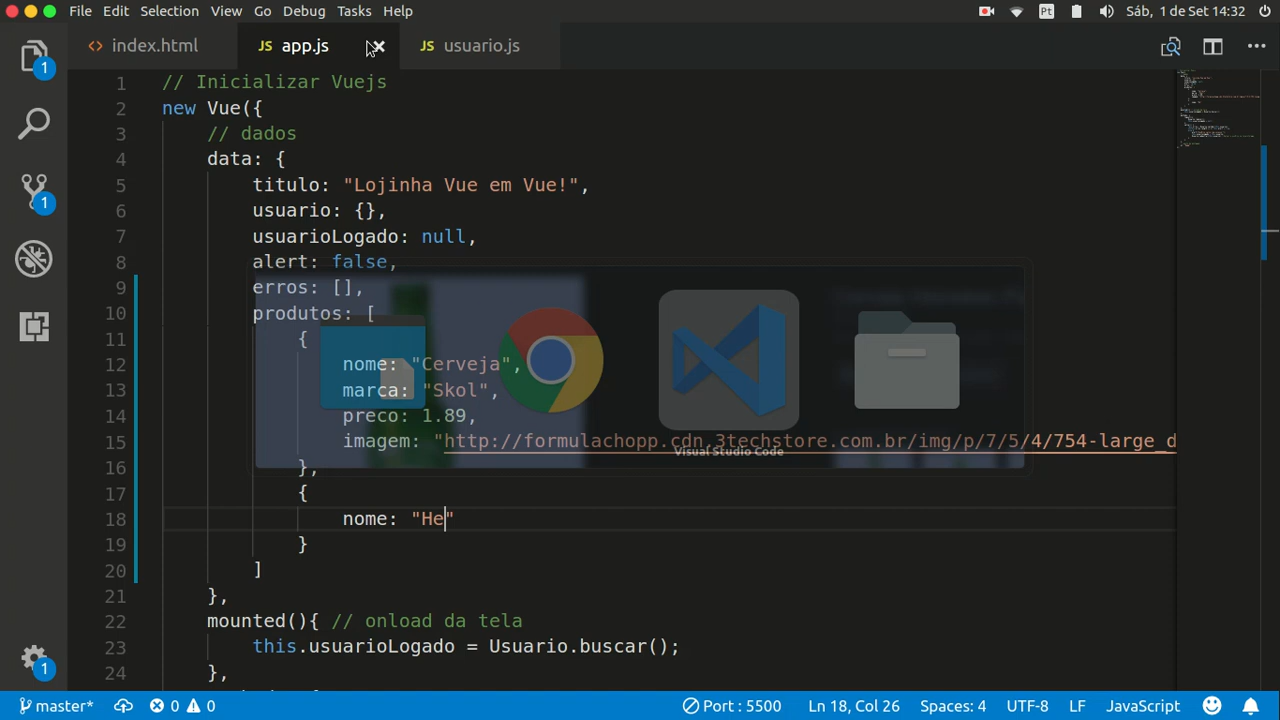 File Edit Selection View Go Debug Tasks Help
Pt
Sáb, 1 de Set 14:32
<> index.html
JS app.js
JS usuario.js
1 // Inicializar Vuejs
2 new Vue({
3 // dados
4 data: {
5 titulo: "Lojinha Vue em Vue!",
6 usuario: {},
7 usuarioLogado: null,
8 alert: false,
9 erros: [],
10 produtos: [
11 {
12 nome: "Cerveja",
13 marca: "Skol",
14 preco: 1.89,
15 imagem: "http://formulachopp.cdn.3techstore.com.br/img/p/7/5/4/754-large_d
16 },
17 {
18 nome: "He"
19 }
20 ]
21 },
22 mounted(){ // onload da tela
23 this.usuarioLogado = Usuario.buscar();
24 },
Visual Studio Code
1
1
1
master* 0 0 Port : 5500 Ln 18, Col 26 Spaces: 4 UTF-8 LF JavaScript